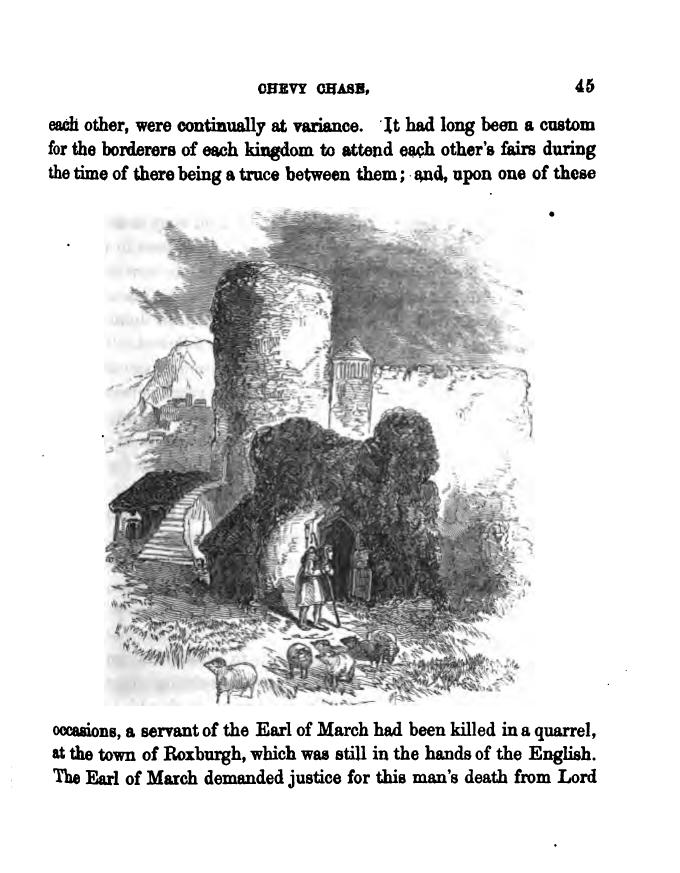 CHEVY CHASE, 45
each other, were continually at variance. It had long been a custom
for the borderers of each kingdom to attend each other's fairs during
the time of there being a truce between them; and, upon one of these
occasions, a servant of the Earl of March had been killed in a quarrel,
at the town of Roxburgh, which was still in the hands of the English.
The Earl of March demanded justice for this man's death from Lord